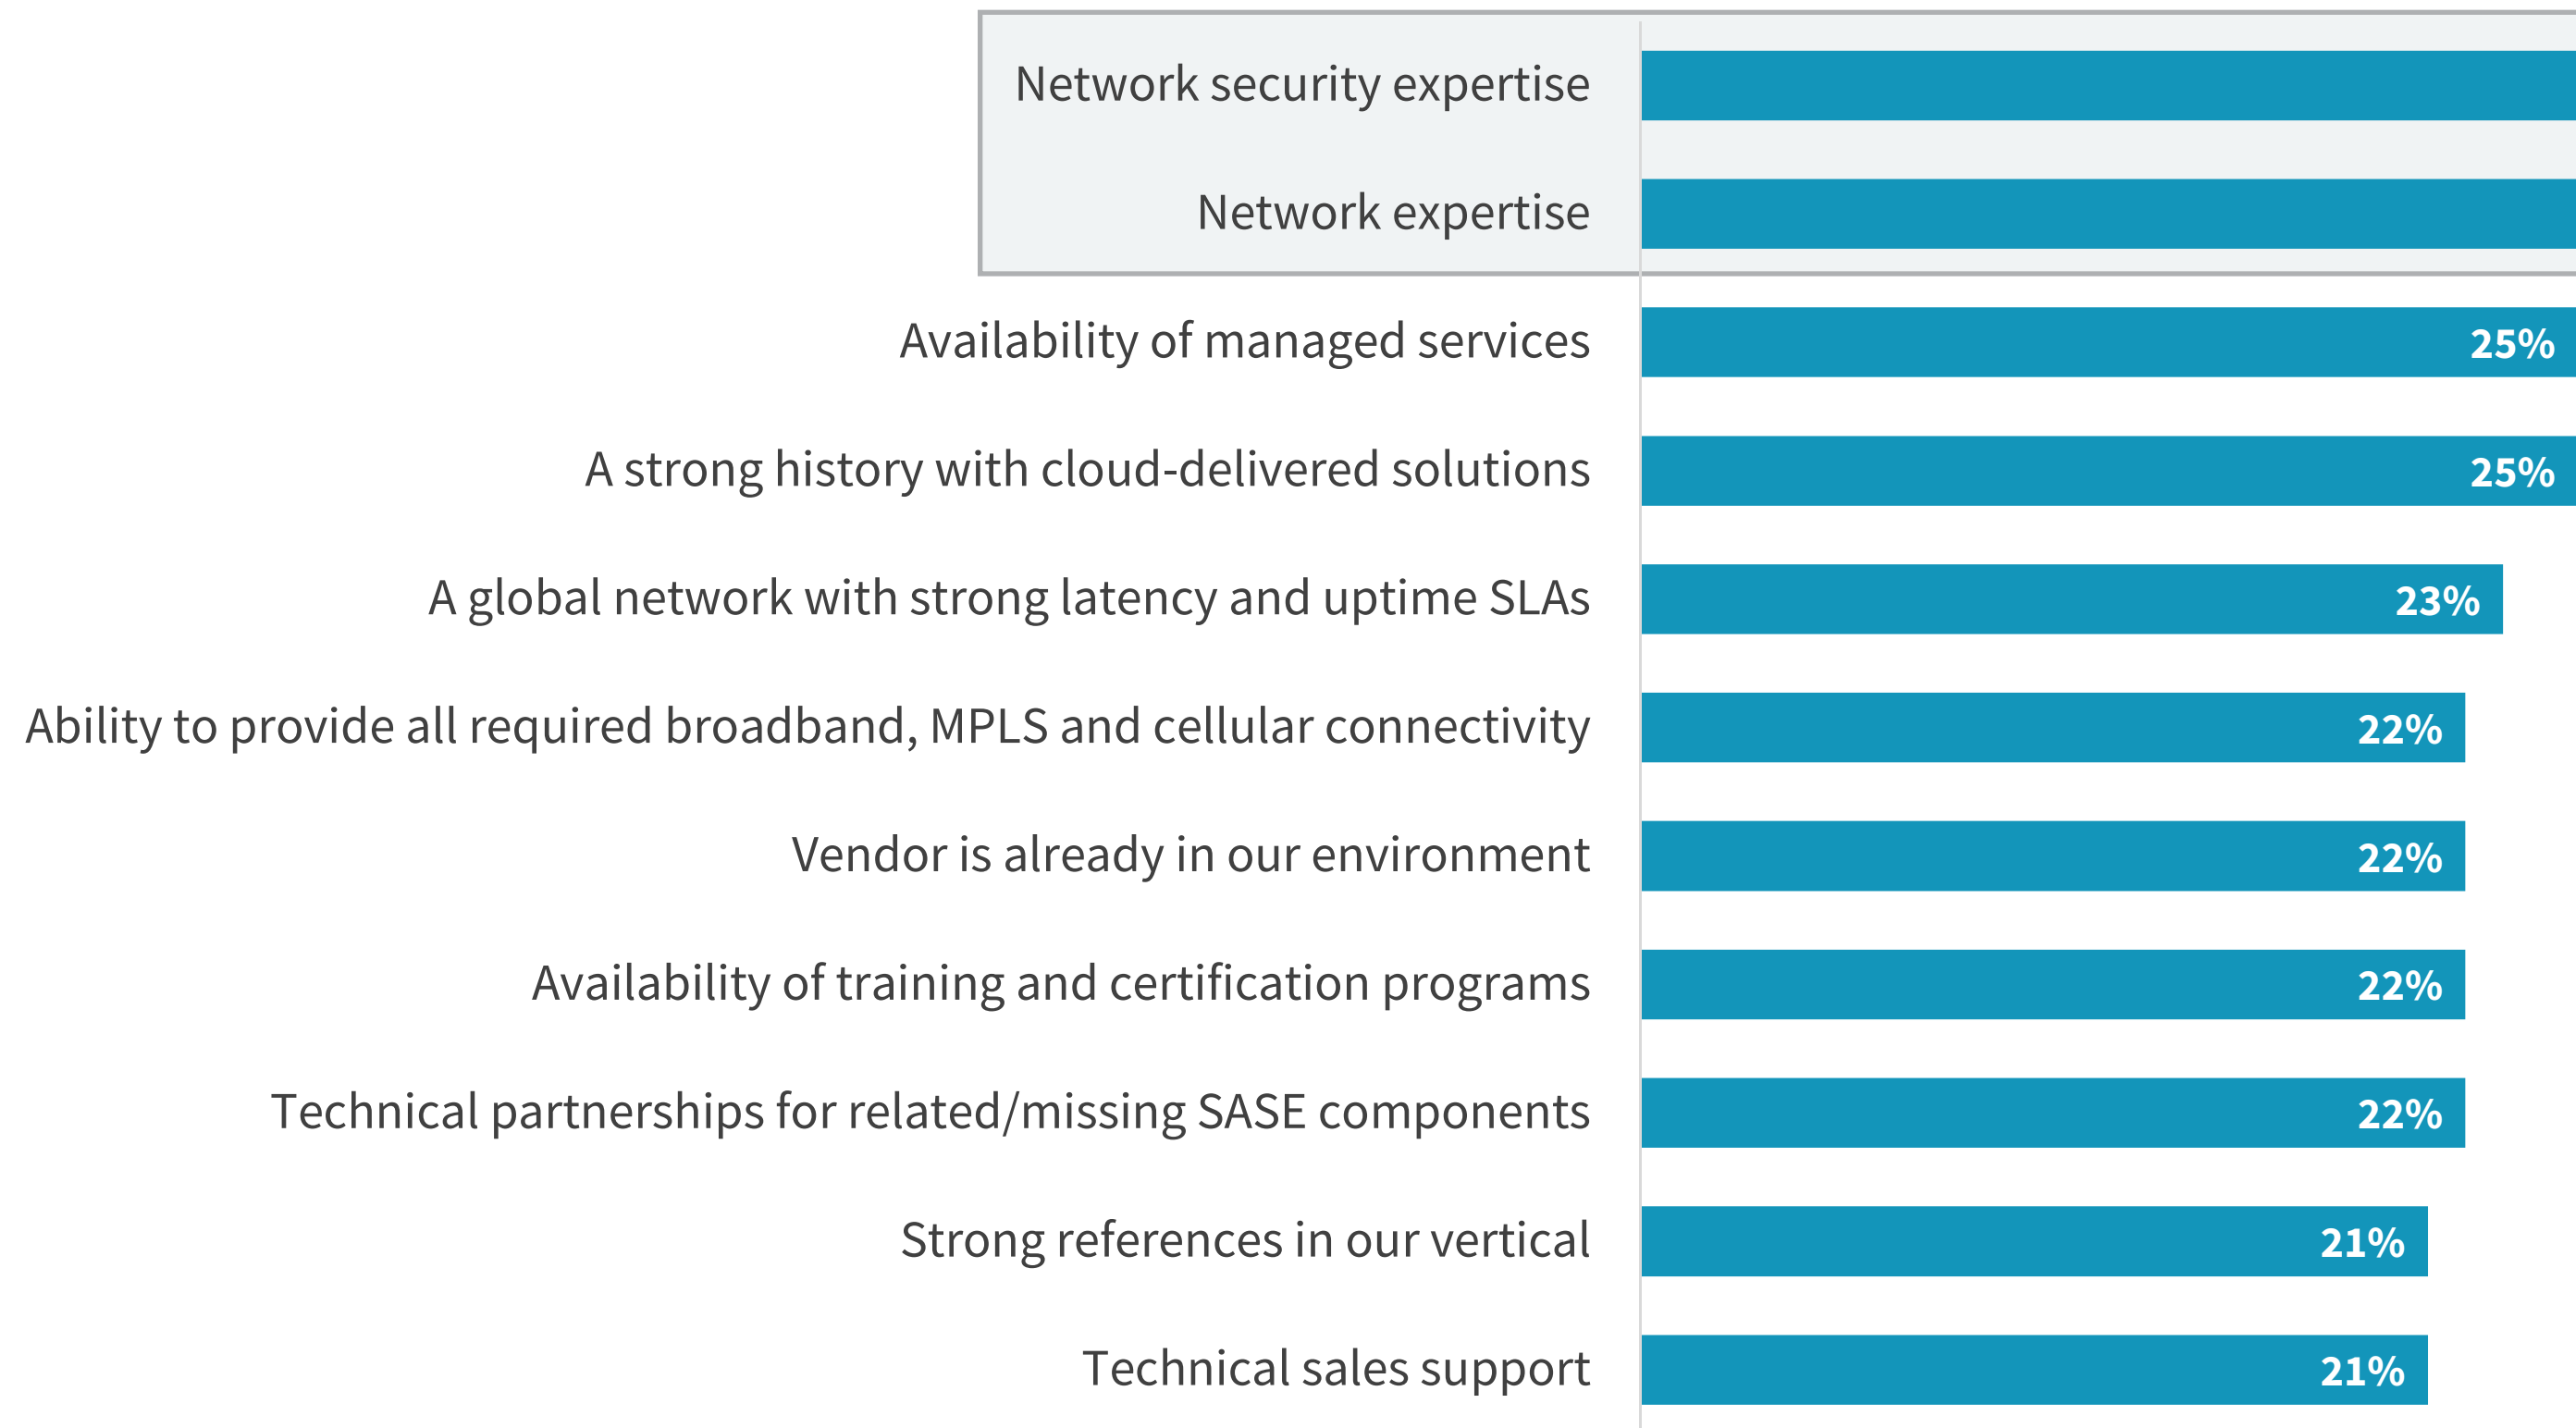 Network security expertise
Network expertise
Availability of managed services 25%
A strong history with cloud-delivered solutions 25%
A global network with strong latency and uptime SLAs 23%
Ability to provide all required broadband, MPLS and cellular connectivity 22%
Vendor is already in our environment 22%
Availability of training and certification programs 22%
Technical partnerships for related/missing SASE components 22%
Strong references in our vertical 21%
Technical sales support 21%